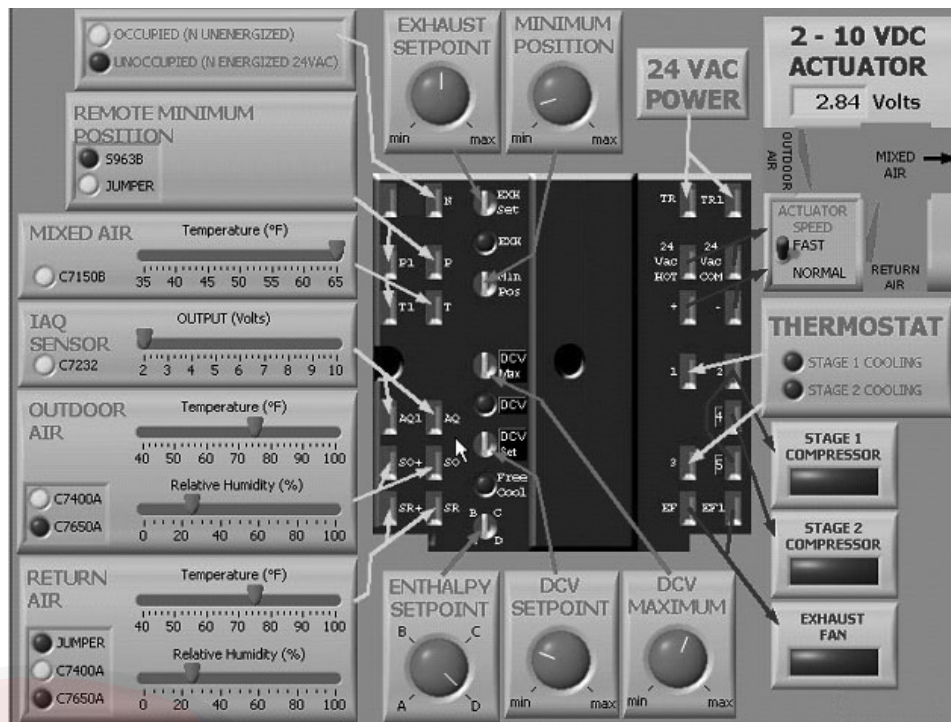 OCCUPIED (N UNENERGIZED)
UNOCCUPIED (N ENERGIZED 24VAC)
REMOTE MINIMUM
POSITION
S963B
JUMPER
MIXED AIR
Temperature (°F)
C7150B
35 40 45 50 55 60 65
IAQ
SENSOR
OUTPUT (Volts)
C7232
2 3 4 5 6 7 8 9 10
OUTDOOR
AIR
Temperature (°F)
40 50 60 70 80 90 100
Relative Humidity (%)
C7400A
C7650A
0 20 40 60 80 100
RETURN
AIR
Temperature (°F)
40 50 60 70 80 90 100
JUMPER
C7400A
C7650A
Relative Humidity (%)
0 20 40 60 80 100
EXHAUST
SETPOINT
min max
MINIMUM
POSITION
min max
N
P1
P
T1
T
AQ1
AQ
SO+
SO
SR+
SR
EXH
Set
EXH
Min
Pos
DCV
Max
DCV
DCV
Set
Free
Cool
B C
D
TR
TR1
24
Vac
HOT
24
Vac
COM
+
-
1
2
4
3
5
EF
EF1
ENTHALPY
SETPOINT
B C
A D
DCV
SETPOINT
min max
DCV
MAXIMUM
min max
24 VAC
POWER
2 - 10 VDC
ACTUATOR
2.84 Volts
OUTDOOR
AIR
MIXED
AIR
ACTUATOR
SPEED
FAST
NORMAL
RETURN
AIR
THERMOSTAT
STAGE 1 COOLING
STAGE 2 COOLING
STAGE 1
COMPRESSOR
STAGE 2
COMPRESSOR
EXHAUST
FAN